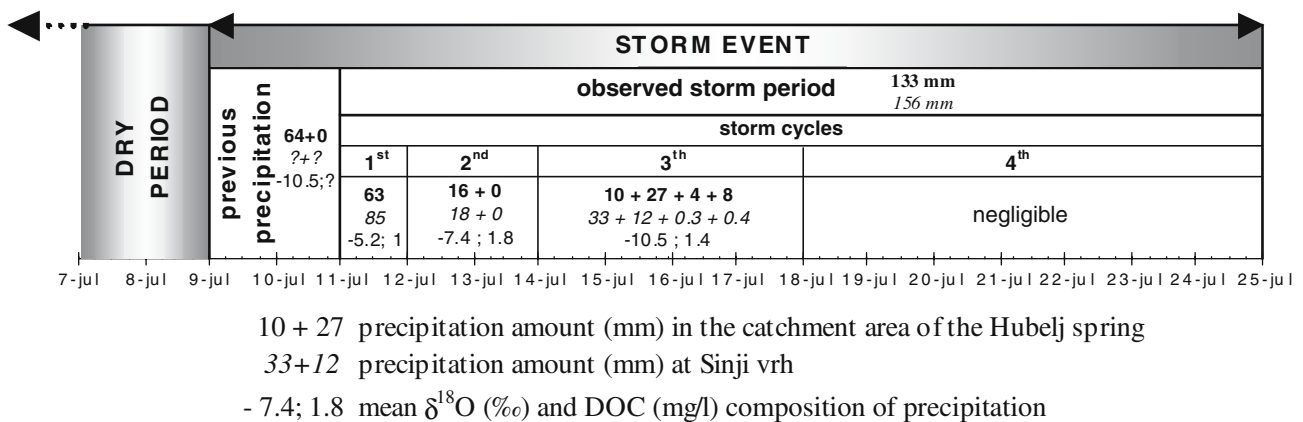 STORM EVENT
DRY PERIOD
previous precipitation
64+0
?+?
-10.5;?
observed storm period
133 mm
156 mm
storm cycles
1st
2nd
3th
4th
63
85
-5.2; 1
16 + 0
18 + 0
-7.4 ; 1.8
10 + 27 + 4 + 8
33 + 12 + 0.3 + 0.4
-10.5 ; 1.4
negligible
7-jul 8-jul 9-jul 10-jul 11-jul 12-jul 13-jul 14-jul 15-jul 16-jul 17-jul 18-jul 19-jul 20-jul 21-jul 22-jul 23-jul 24-jul 25-jul
10 + 27 precipitation amount (mm) in the catchment area of the Hubelj spring
33+12 precipitation amount (mm) at Sinji vrh
- 7.4; 1.8 mean δ18O (‰) and DOC (mg/l) composition of precipitation